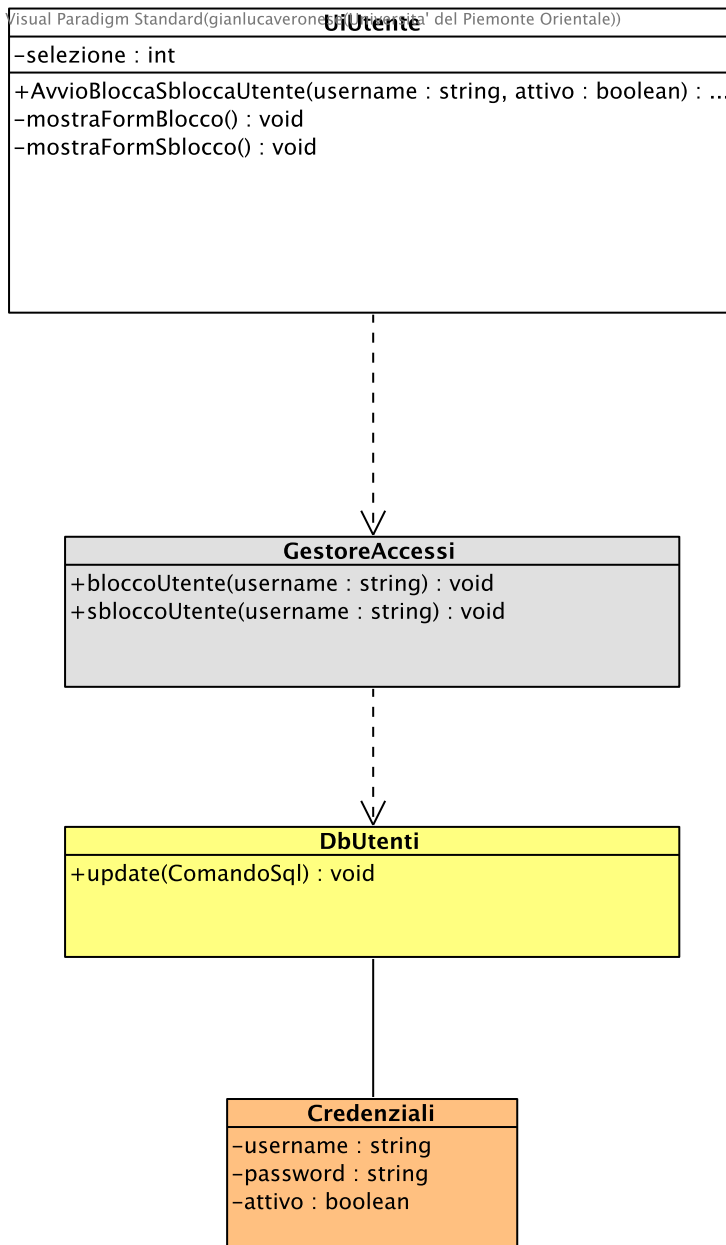 Visual Paradigm Standard(gianlucaveronese(Universita' del Piemonte Orientale))
UIUtente
-selezione : int
+AvvioBloccaSbloccaUtente(username : string, attivo : boolean) : ...
-mostraFormBlocco() : void
-mostraFormSblocco() : void
GestoreAccessi
+bloccoUtente(username : string) : void
+sbloccoUtente(username : string) : void
DbUtenti
+update(ComandoSql) : void
Credenziali
-username : string
-password : string
-attivo : boolean